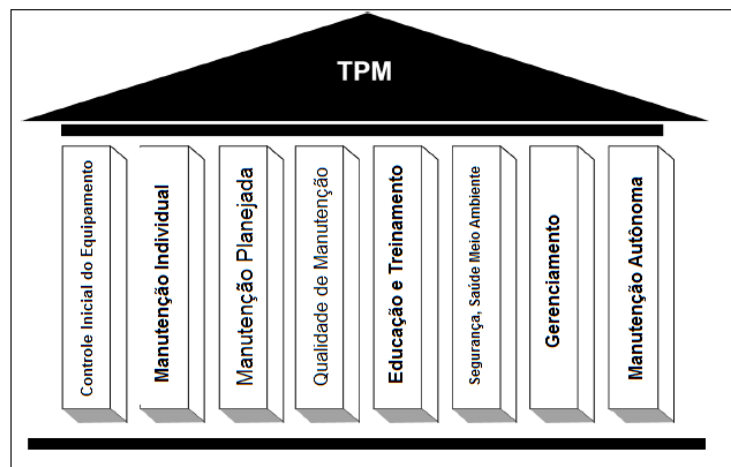 TPM
Controle Inicial do Equipamento
Manutenção Individual
Manutenção Planejada
Qualidade de Manutenção
Educação e Treinamento
Segurança, Saúde Meio Ambiente
Gerenciamento
Manutenção Autônoma